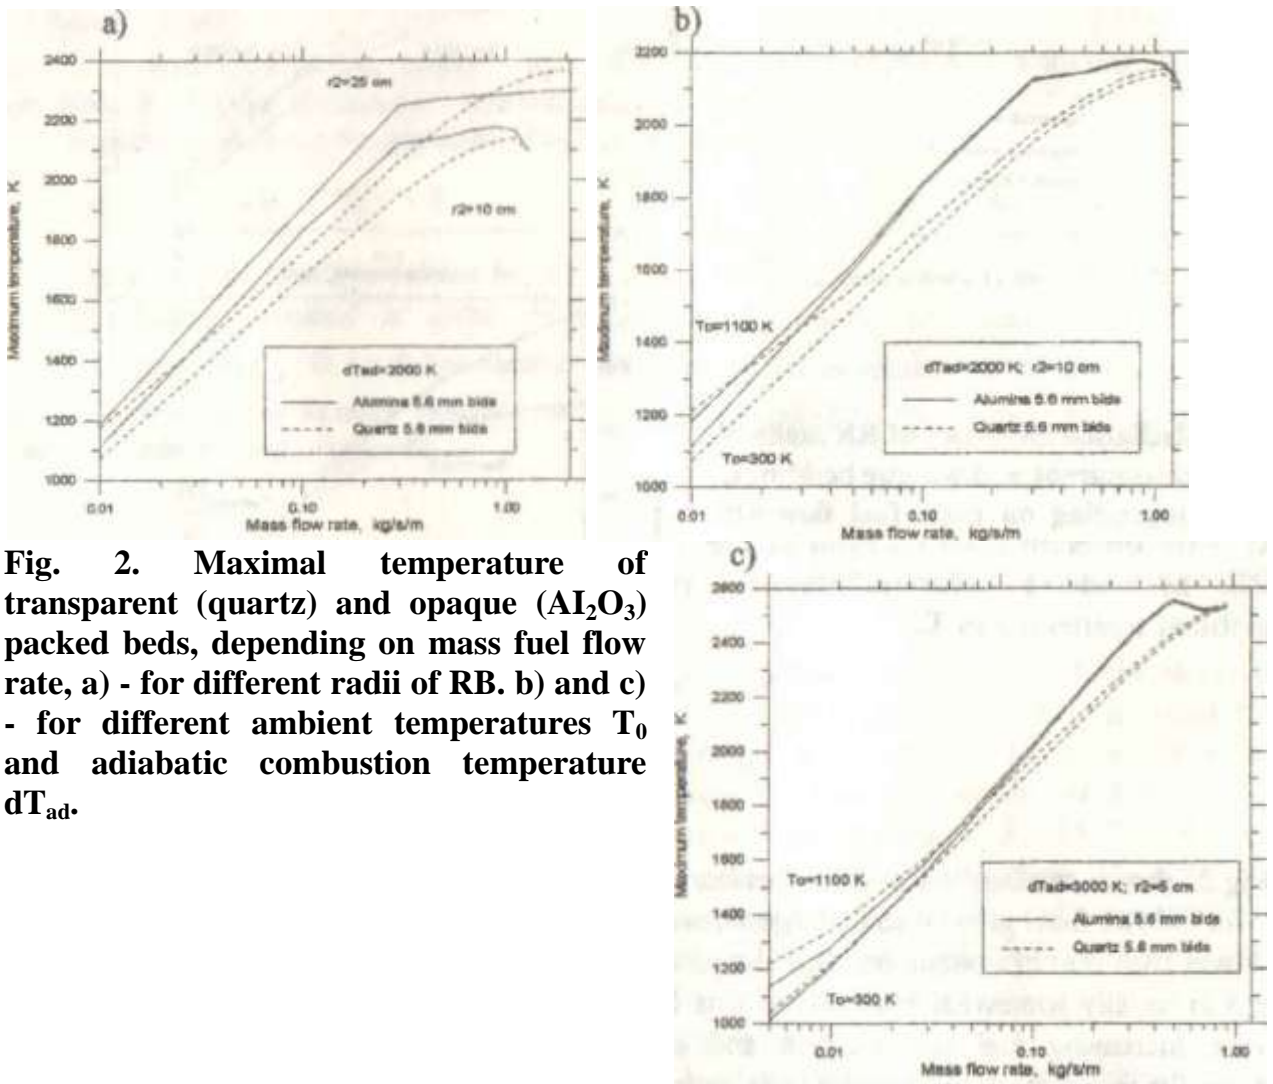 a)
2400
2200
2000
1800
1600
1400
1200
1000
Maximum temperature, K
r2=25 cm
r2=10 cm
dTad=2000 K
Alumina 5.6 mm bids
Quartz 5.6 mm bids
0.01
0.10
1.00
Mass flow rate, kg/s/m
b)
2200
2000
1800
1600
1400
1200
1000
Maximum temperature, K
To=1100 K
To=300 K
dTad=2000 K; r2=10 cm
Alumina 5.6 mm bids
Quartz 5.6 mm bids
0.01
0.10
1.00
Mass flow rate, kg/s/m
Fig. 2. Maximal temperature of
transparent (quartz) and opaque (AI₂O₃)
packed beds, depending on mass fuel flow
rate, a) - for different radii of RB. b) and c)
- for different ambient temperatures T₀
and adiabatic combustion temperature
dTad.
c)
2600
2400
2200
2000
1800
1600
1400
1200
1000
Maximum temperature, K
To=1100 K
To=300 K
dTad=3000 K; r2=5 cm
Alumina 5.6 mm bids
Quartz 5.6 mm bids
0.01
0.10
1.00
Mass flow rate, kg/s/m